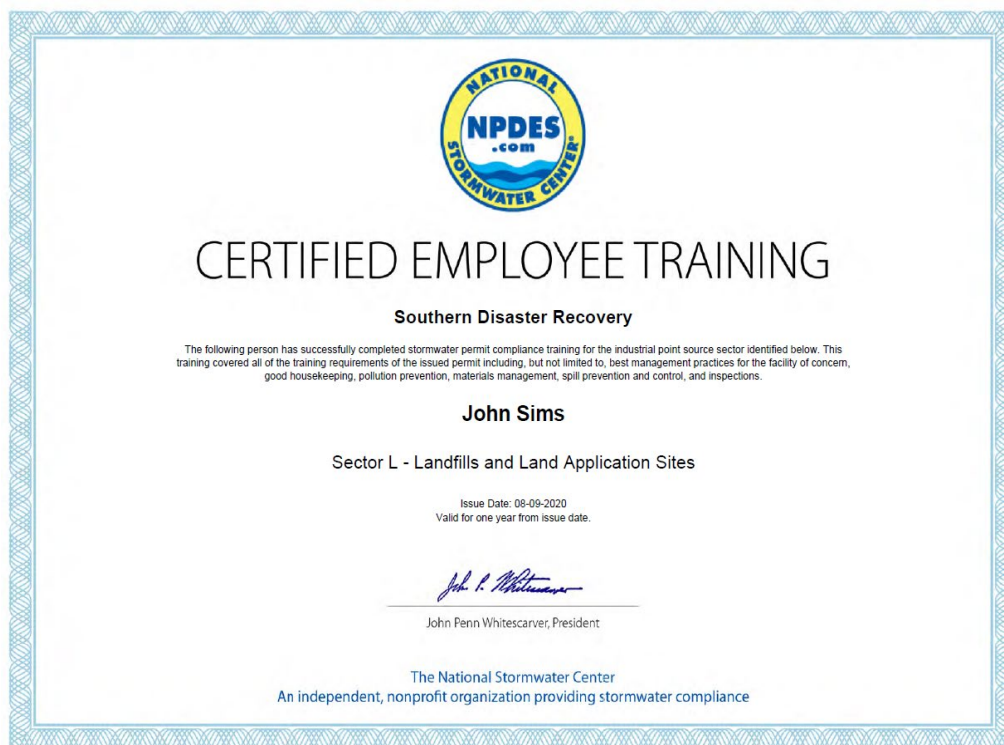 NATIONAL
NPDES
.com
STORMWATER CENTER®
CERTIFIED EMPLOYEE TRAINING
Southern Disaster Recovery
The following person has successfully completed stormwater permit compliance training for the industrial point source sector identified below. This
training covered all of the training requirements of the issued permit including, but not limited to, best management practices for the facility of concern,
good housekeeping, pollution prevention, materials management, spill prevention and control, and inspections.
John Sims
Sector L - Landfills and Land Application Sites
Issue Date: 08-09-2020
Valid for one year from issue date.
John P. Whitescarver
John Penn Whitescarver, President
The National Stormwater Center
An independent, nonprofit organization providing stormwater compliance